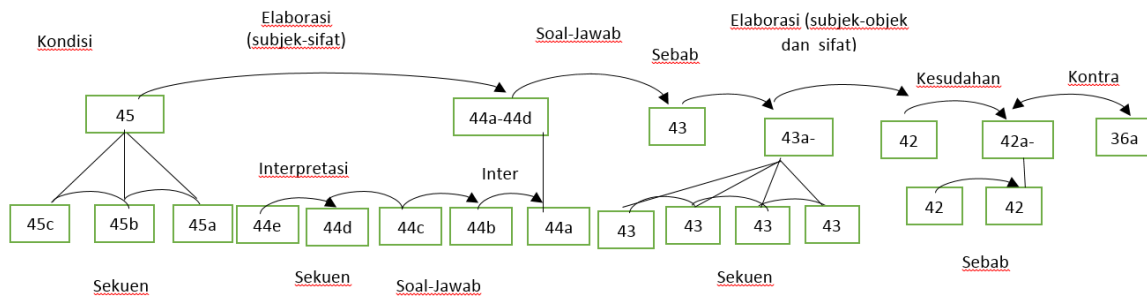 Kondisi
Elaborasi
(subjek-sifat)
Soal-Jawab
Sebab
Elaborasi (subjek-objek
dan sifat)
Kesudahan
Kontra
45
44a-44d
43
43a-
42
42a-
36a
Interpretasi
Inter
45c
45b
45a
44e
44d
44c
44b
44a
43
43
43
43
42
42
Sekuen
Sekuen
Soal-Jawab
Sekuen
Sebab